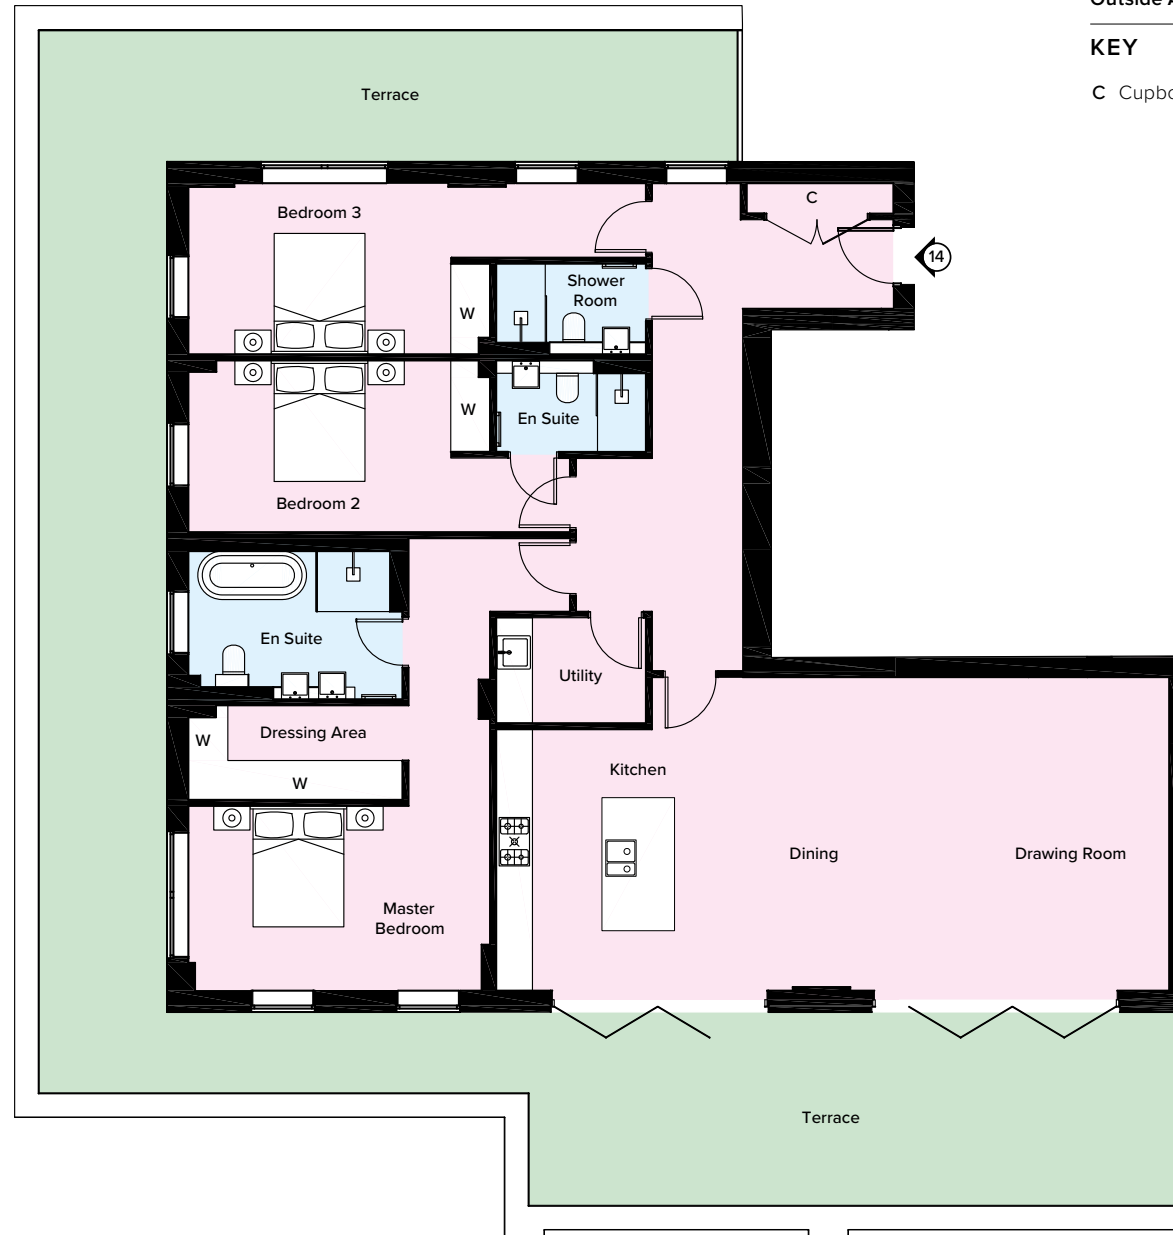 Outside
KEY
C
Terrace
C
Bedroom 3
14
Shower
Room
W
W
En Suite
Bedroom 2
En Suite
Utility
Dressing Area
W
W
Kitchen
Dining
Drawing Room
Master
Bedroom
Terrace